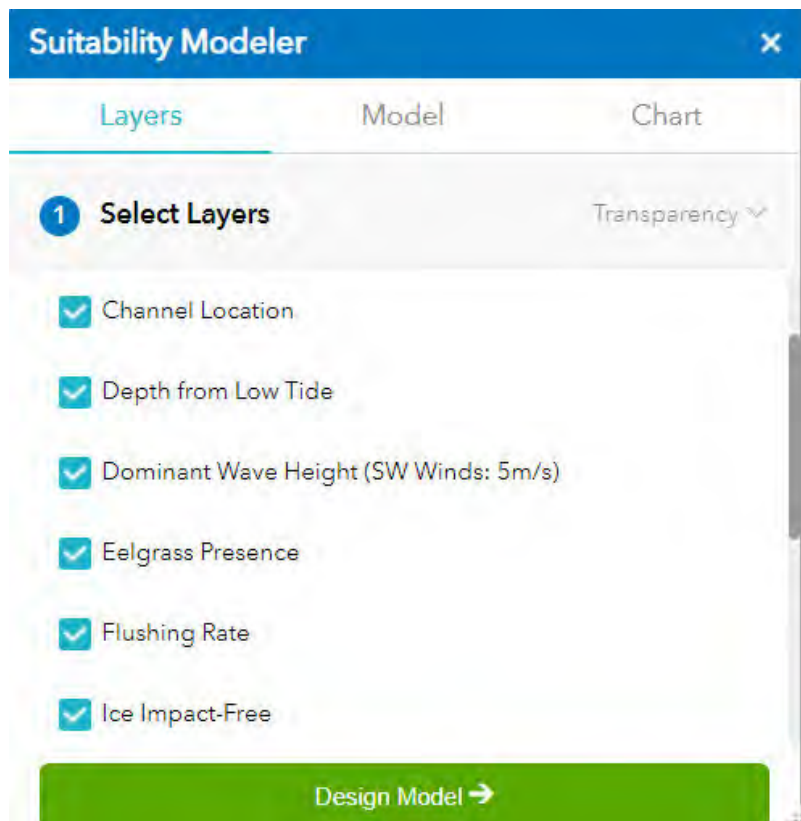 Suitability Modeler ×
Layers Model Chart
1 Select Layers Transparency
Channel Location
Depth from Low Tide
Dominant Wave Height (SW Winds: 5m/s)
Eelgrass Presence
Flushing Rate
Ice Impact-Free
Design Model →